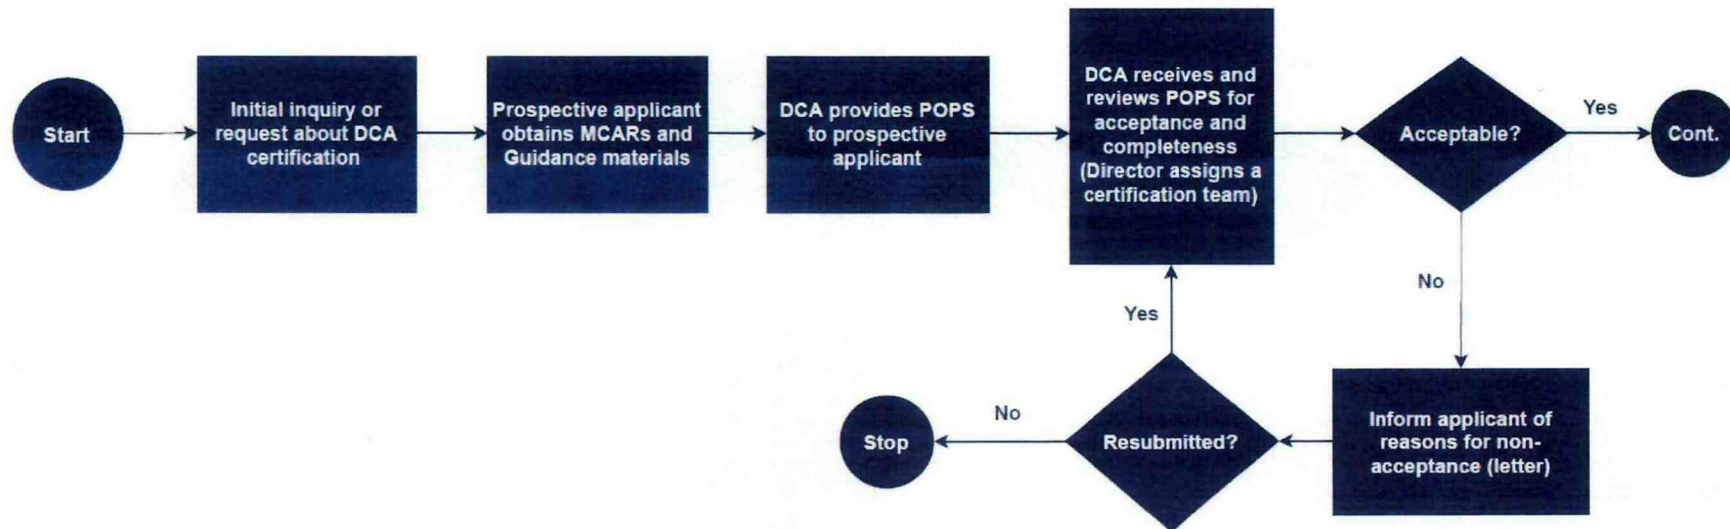 Start
Initial inquiry or
request about DCA
certification
Prospective applicant
obtains MCARs and
Guidance materials
DCA provides POPS
to prospective
applicant
DCA receives and
reviews POPS for
acceptance and
completeness
(Director assigns a
certification team)
Acceptable?
Yes
Cont.
No
Inform applicant of
reasons for non-
acceptance (letter)
Resubmitted?
Yes
No
Stop